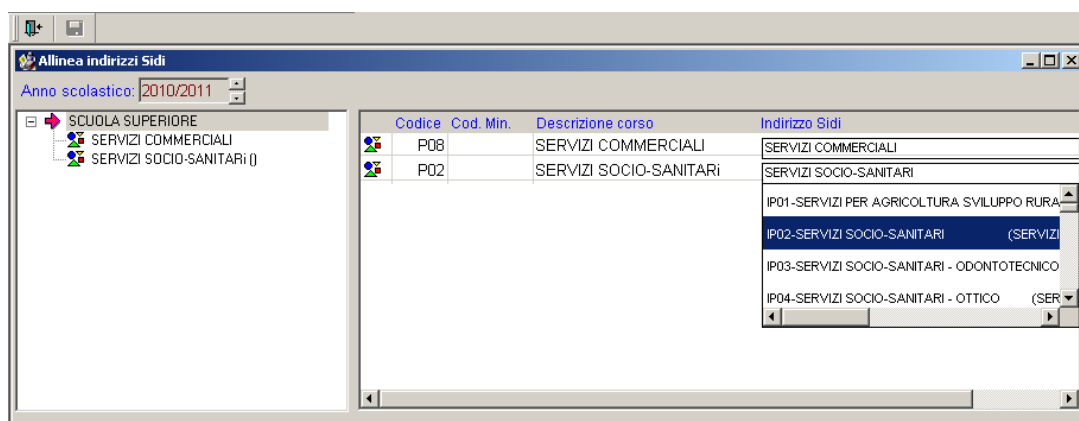 Allinea indirizzi Sidi
Anno scolastico: 2010/2011
SCUOLA SUPERIORE
SERVIZI COMMERCIALI
SERVIZI SOCIO-SANITARi ()
Codice Cod. Min. Descrizione corso Indirizzo Sidi
P08 SERVIZI COMMERCIALI SERVIZI COMMERCIALI
P02 SERVIZI SOCIO-SANITARi SERVIZI SOCIO-SANITARI
IP01-SERVIZI PER AGRICOLTURA SVILUPPO RURA
IP02-SERVIZI SOCIO-SANITARI (SERVIZI
IP03-SERVIZI SOCIO-SANITARI - ODONTOTECNICO
IP04-SERVIZI SOCIO-SANITARI - OTTICO (SER